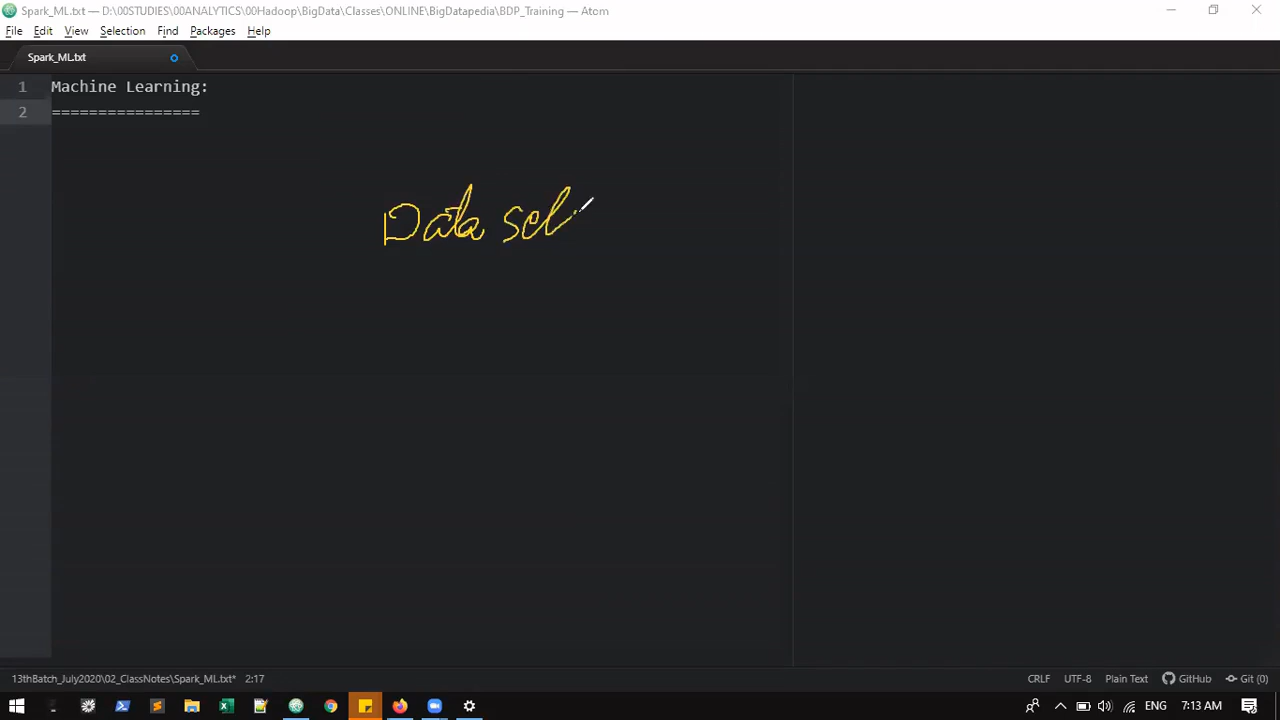 Spark_ML.txt — D:\00STUDIES\00ANALYTICS\00Hadoop\BigData\Classes\ONLINE\BigDatapedia\BDP_Training — Atom
File Edit View Selection Find Packages Help
Spark_ML.txt
1 Machine Learning:
2 ================
Data set
13thBatch_July2020\02_ClassNotes\Spark_ML.txt* 2:17 CRLF UTF-8 Plain Text GitHub Git (0)
ENG 7:13 AM